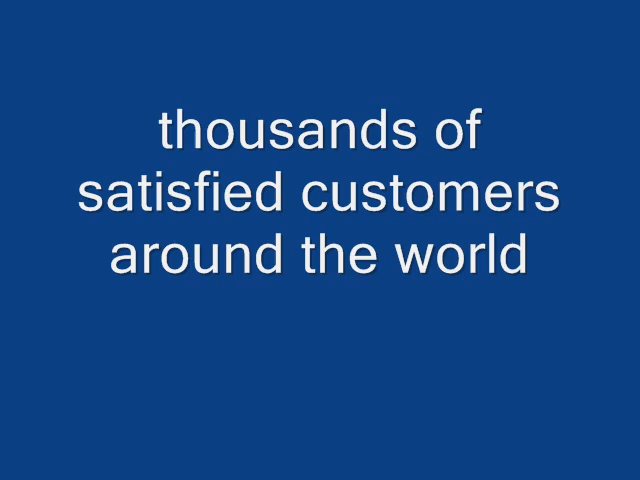 thousands of
satisfied customers
around the world